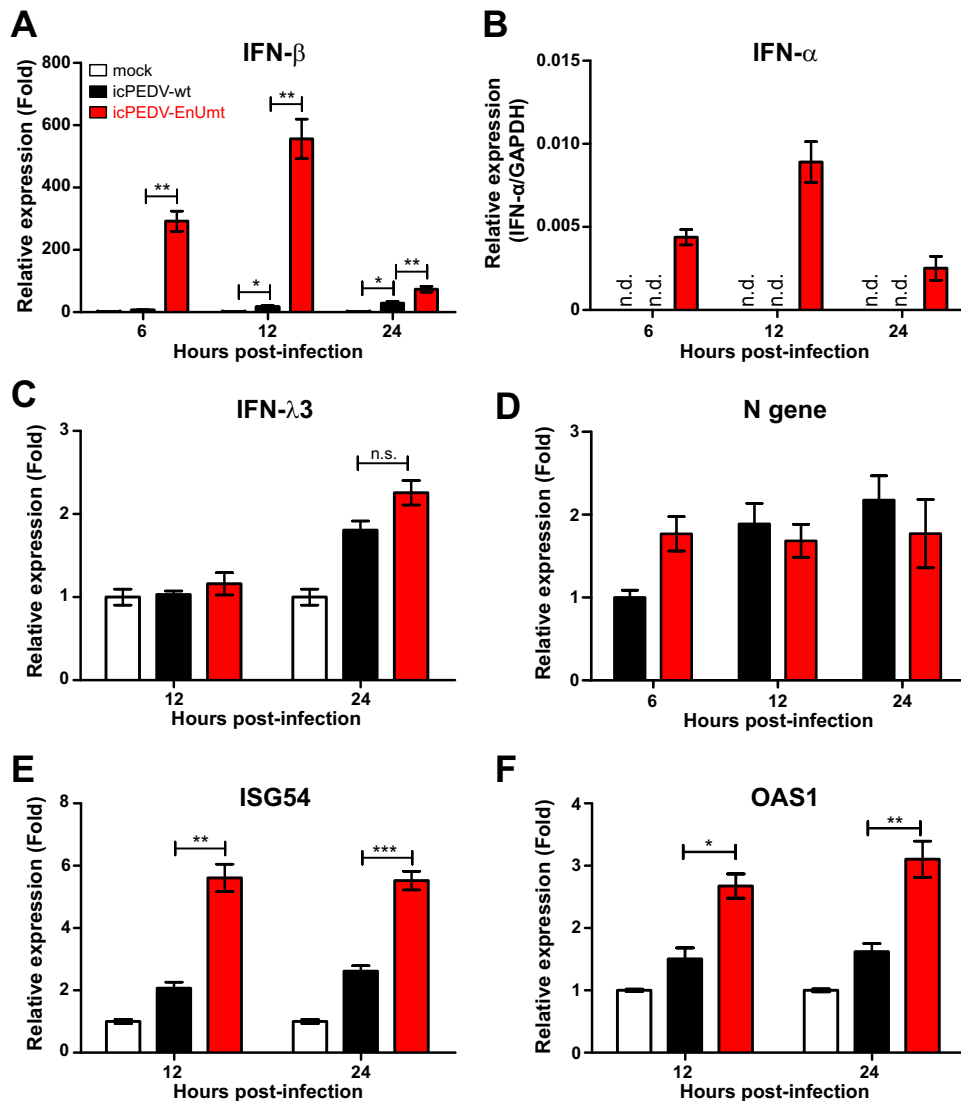 A
IFN-β
Relative expression (Fold)
800
600
400
200
0
mock
icPEDV-wt
icPEDV-EnUmt
**
*
**
*
**
6
12
24
Hours post-infection
B
IFN-α
Relative expression
(IFN-α/GAPDH)
0.015
0.010
0.005
0
n.d.
n.d.
n.d.
n.d.
n.d.
n.d.
6
12
24
Hours post-infection
C
IFN-λ3
Relative expression (Fold)
3
2
1
0
n.s.
12
24
Hours post-infection
D
N gene
Relative expression (Fold)
3
2
1
0
6
12
24
Hours post-infection
E
ISG54
Relative expression (Fold)
8
6
4
2
0
**
***
12
24
Hours post-infection
F
OAS1
Relative expression (Fold)
4
3
2
1
0
*
**
12
24
Hours post-infection